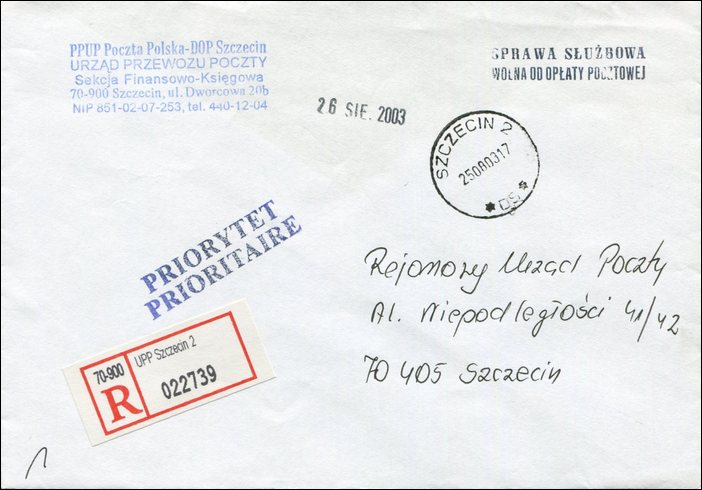 PPUP Poczta Polska-DOP Szczecin
URZĄD PRZEWOZU POCZTY
Sekcja Finansowo-Księgowa
70-900 Szczecin, ul. Dworcowa 20b
NIP 851-02-07-253, tel. 440-12-04
SPRAWA SŁUŻBOWA
WOLNA OD OPŁATY POCZTOWEJ
26 SIE. 2003
SZCZECIN 2
25080317
* DS *
PRIORYTET
PRIORITAIRE
Rejonowy Urząd Poczty
Al. Niepodległości 41/42
70 405 Szczecin
70-900
R
UPP Szczecin 2
022739